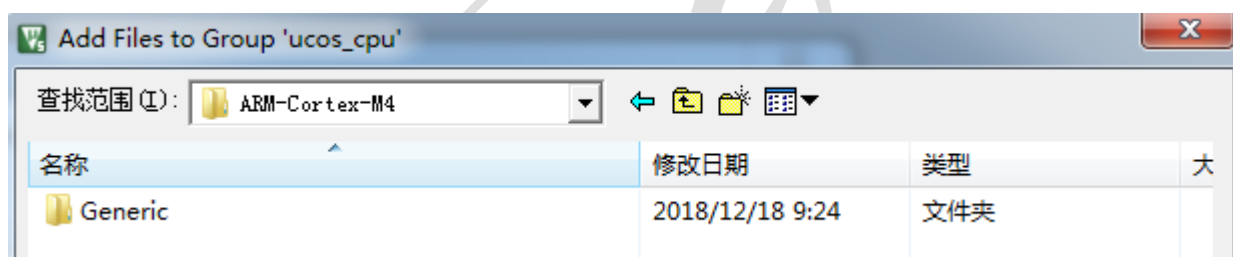 Add Files to Group 'ucos_cpu'
查找范围(I): ARM-Cortex-M4
名称 修改日期 类型 大
Generic 2018/12/18 9:24 文件夹